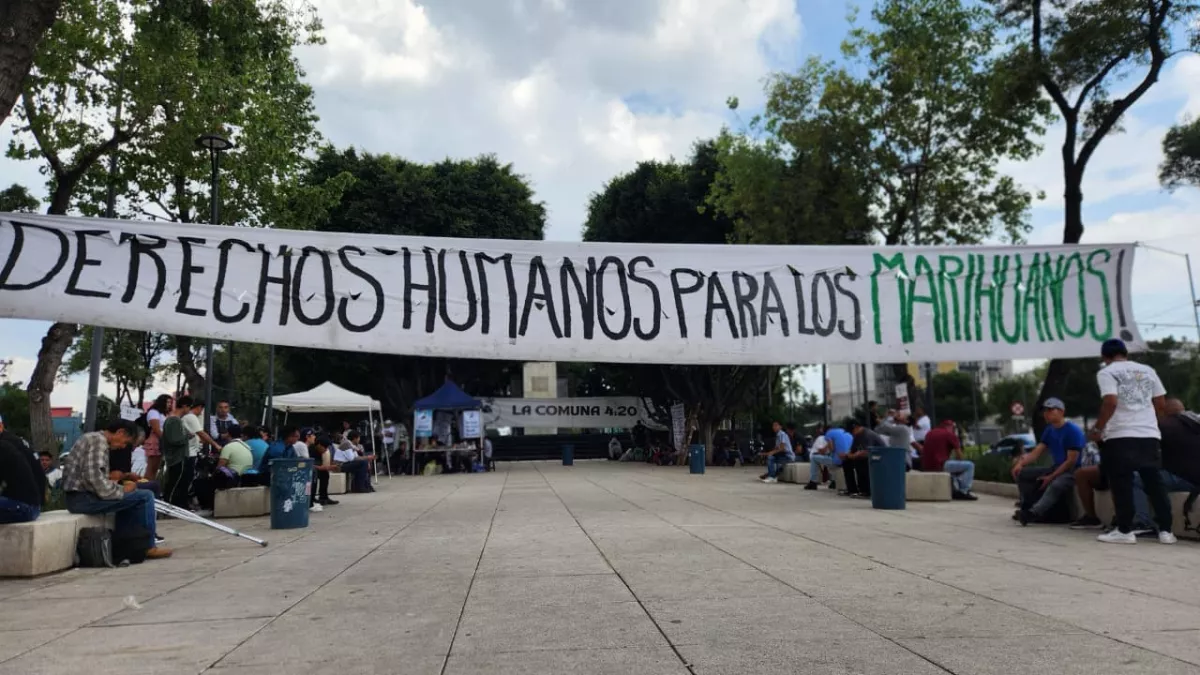 DERECHOS HUMANOS PARA LOS MARIHUANOS!
LA COMUNA 4:20